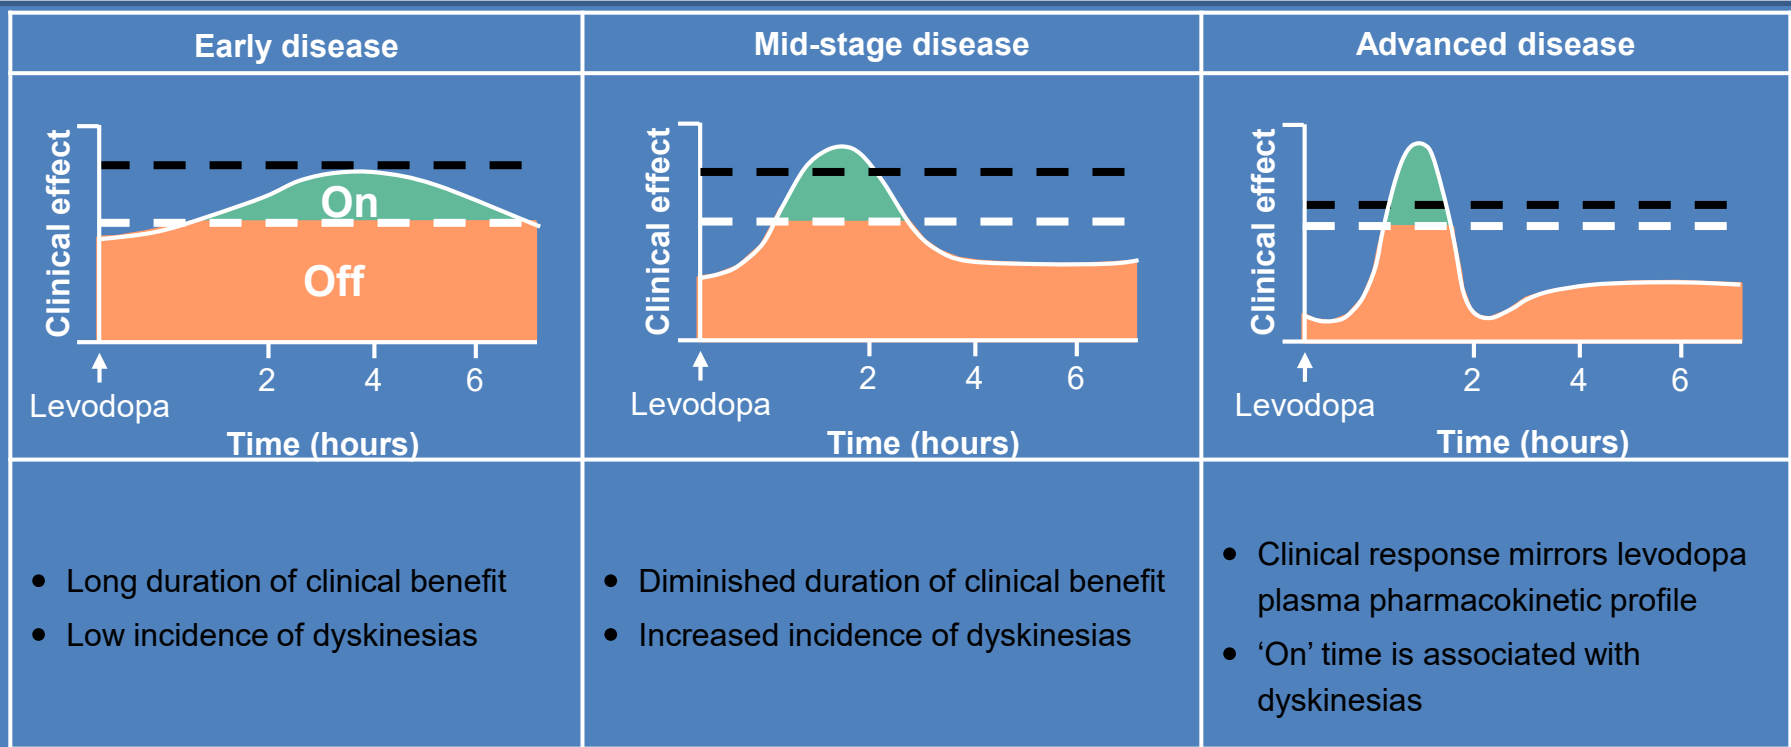 Early disease
Mid-stage disease
Advanced disease
Clinical effect
On
Off
2 4 6
Levodopa
Time (hours)
Clinical effect
2 4 6
Levodopa
Time (hours)
Clinical effect
2 4 6
Levodopa
Time (hours)
• Long duration of clinical benefit
• Low incidence of dyskinesias
• Diminished duration of clinical benefit
• Increased incidence of dyskinesias
• Clinical response mirrors levodopa
plasma pharmacokinetic profile
• ‘On’ time is associated with
dyskinesias